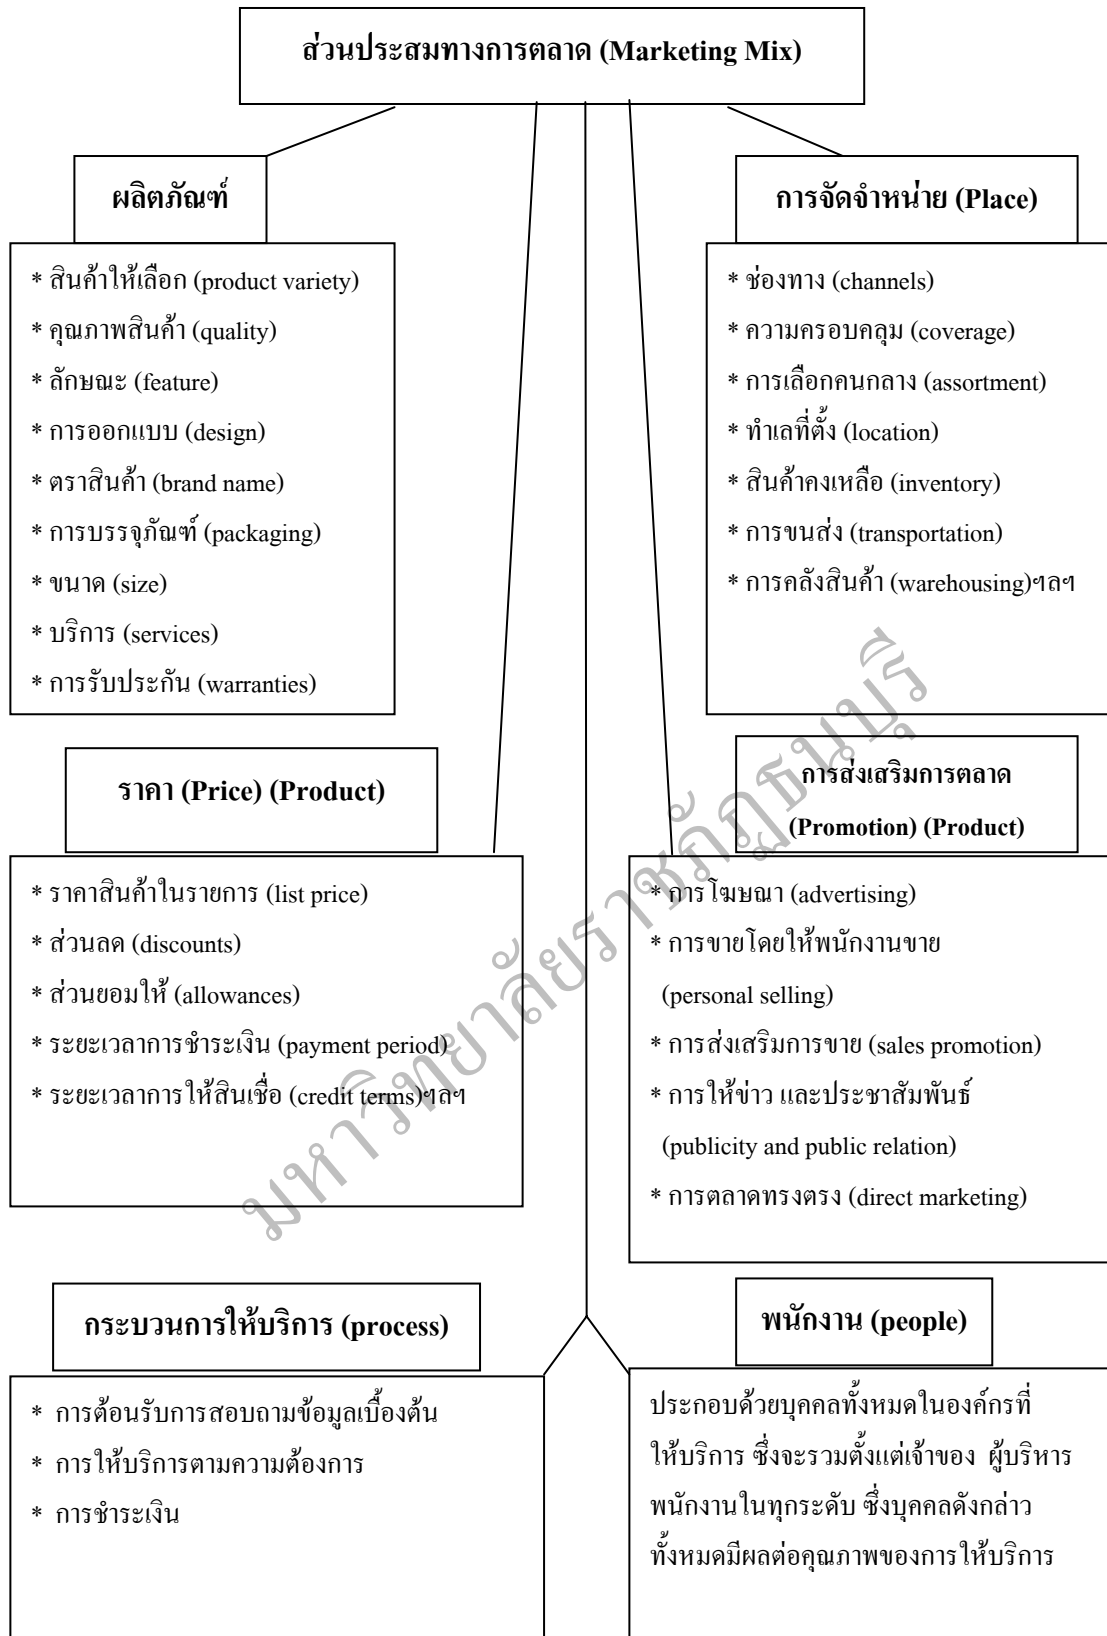 ส่วนประสมทางการตลาด (Marketing Mix)
ผลิตภัณฑ์
* สินค้าให้เลือก (product variety)
* คุณภาพสินค้า (quality)
* ลักษณะ (feature)
* การออกแบบ (design)
* ตราสินค้า (brand name)
* การบรรจุภัณฑ์ (packaging)
* ขนาด (size)
* บริการ (services)
* การรับประกัน (warranties)
การจัดจำหน่าย (Place)
* ช่องทาง (channels)
* ความครอบคลุม (coverage)
* การเลือกคนกลาง (assortment)
* ทำเลที่ตั้ง (location)
* สินค้าคงเหลือ (inventory)
* การขนส่ง (transportation)
* การคลังสินค้า (warehousing)ฯลฯ
ราคา (Price) (Product)
* ราคาสินค้าในรายการ (list price)
* ส่วนลด (discounts)
* ส่วนยอมให้ (allowances)
* ระยะเวลาการชำระเงิน (payment period)
* ระยะเวลาการให้สินเชื่อ (credit terms)ฯลฯ
การส่งเสริมการตลาด
(Promotion) (Product)
* การโฆษณา (advertising)
* การขายโดยให้พนักงานขาย
(personal selling)
* การส่งเสริมการขาย (sales promotion)
* การให้ข่าว และประชาสัมพันธ์
(publicity and public relation)
* การตลาดทรงตรง (direct marketing)
มหาวิทยาลัยราชภัฏธนบุรี
กระบวนการให้บริการ (process)
* การต้อนรับการสอบถามข้อมูลเบื้องต้น
* การให้บริการตามความต้องการ
* การชำระเงิน
พนักงาน (people)
ประกอบด้วยบุคคลทั้งหมดในองค์กรที่
ให้บริการ ซึ่งจะรวมตั้งแต่เจ้าของ ผู้บริหาร
พนักงานในทุกระดับ ซึ่งบุคคลดังกล่าว
ทั้งหมดมีผลต่อคุณภาพของการให้บริการ